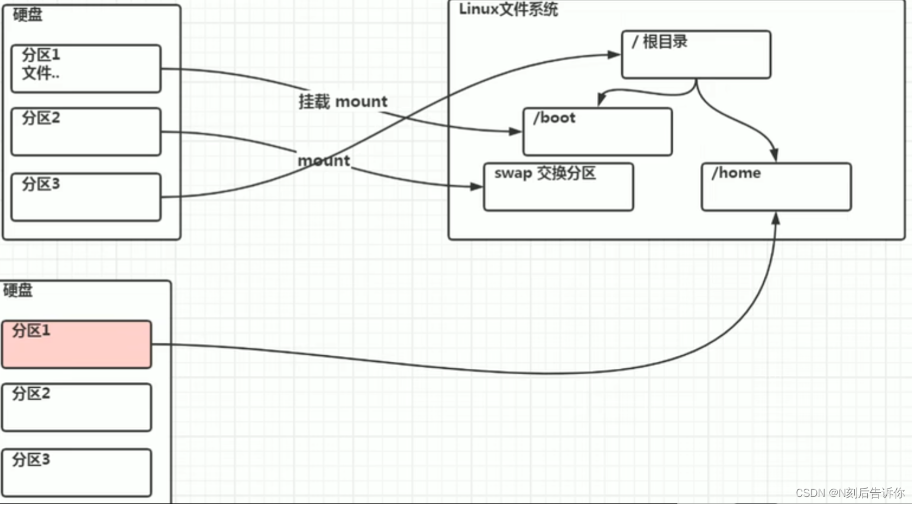 硬盘
分区1
文件..
分区2
分区3
挂载 mount
mount
Linux文件系统
/ 根目录
/boot
swap 交换分区
/home
硬盘
分区1
分区2
分区3
CSDN @N刻后告诉你